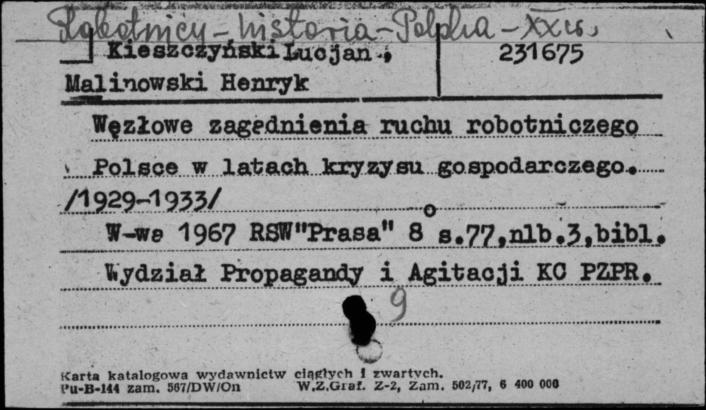 Robotnicy - historia - Polska - XX w.
Kieszczyński Lucjan,
231675
Malinowski Henryk
Węzłowe zagadnienia ruchu robotniczego
Polsce w latach kryzysu gospodarczego.
/1929-1933/
W-wa 1967 RSW"Prasa" 8° s.77,nlb.3,bibl.
Wydział Propagandy i Agitacji KC PZPR.
9
Karta katalogowa wydawnictw ciągłych i zwartych.
Pu-B-144 zam. 567/DW/On W.Z.Graf. Z-2, Zam. 502/77, 6 400 000